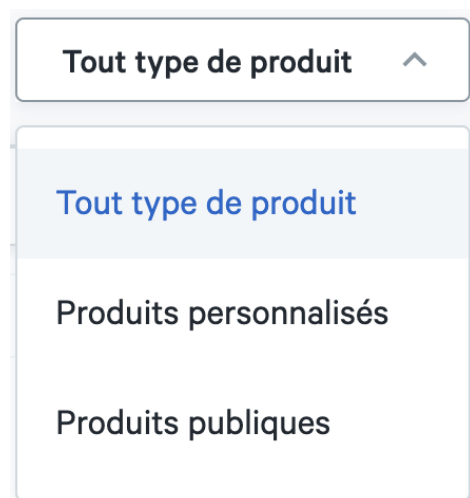 Tout type de produit
Tout type de produit
Produits personnalisés
Produits publiques